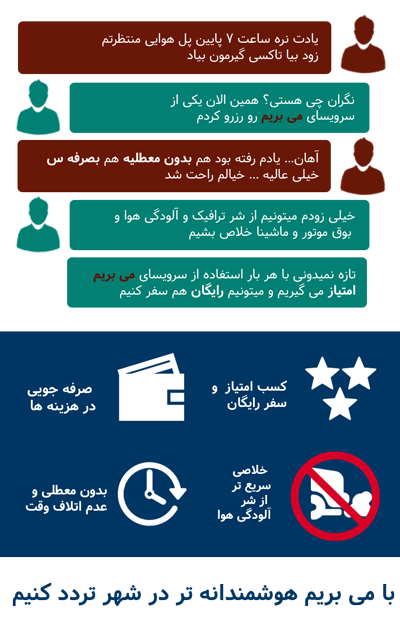 یادت نره ساعت ۷ پایین پل هوایی منتظرتم
زود بیا تاکسی گیرمون بیاد
نگران چی هستی؟ همین الان یکی از
سرویسای می بریم رو رزرو کردم
آهان... یادم رفته بود هم بدون معطلیه هم بصرفه س
خیلی عالیه ... خیالم راحت شد
خیلی زودم میتونیم از شر ترافیک و آلودگی هوا و
بوق موتور و ماشینا خلاص بشیم
تازه نمیدونی با هر بار استفاده از سرویسای می بریم
امتیاز می گیریم و میتونیم رایگان هم سفر کنیم
کسب امتیاز و
سفر رایگان
صرفه جویی
در هزینه ها
خلاصی
سریع تر
از شر
آلودگی هوا
بدون معطلی و
عدم اتلاف وقت
با می بریم هوشمندانه تر در شهر تردد کنیم